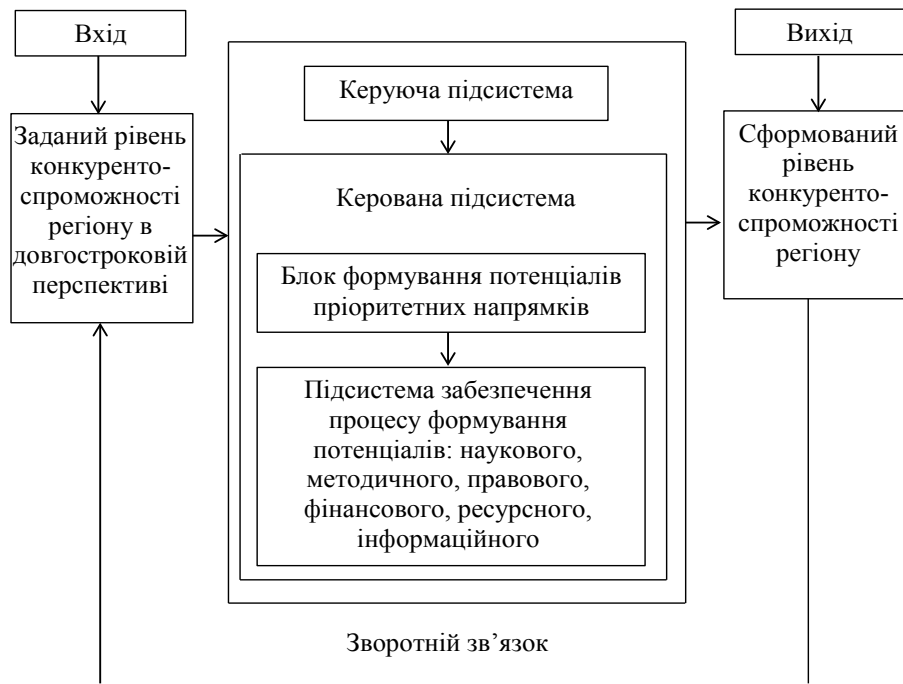 Вхід
Заданий рівень
конкуренто-
спроможності
регіону в
довгостроковій
перспективі
Керуюча підсистема
Керована підсистема
Блок формування потенціалів
пріоритетних напрямків
Підсистема забезпечення
процесу формування
потенціалів: наукового,
методичного, правового,
фінансового, ресурсного,
інформаційного
Вихід
Сформований
рівень
конкуренто-
спроможності
регіону
Зворотній зв’язок